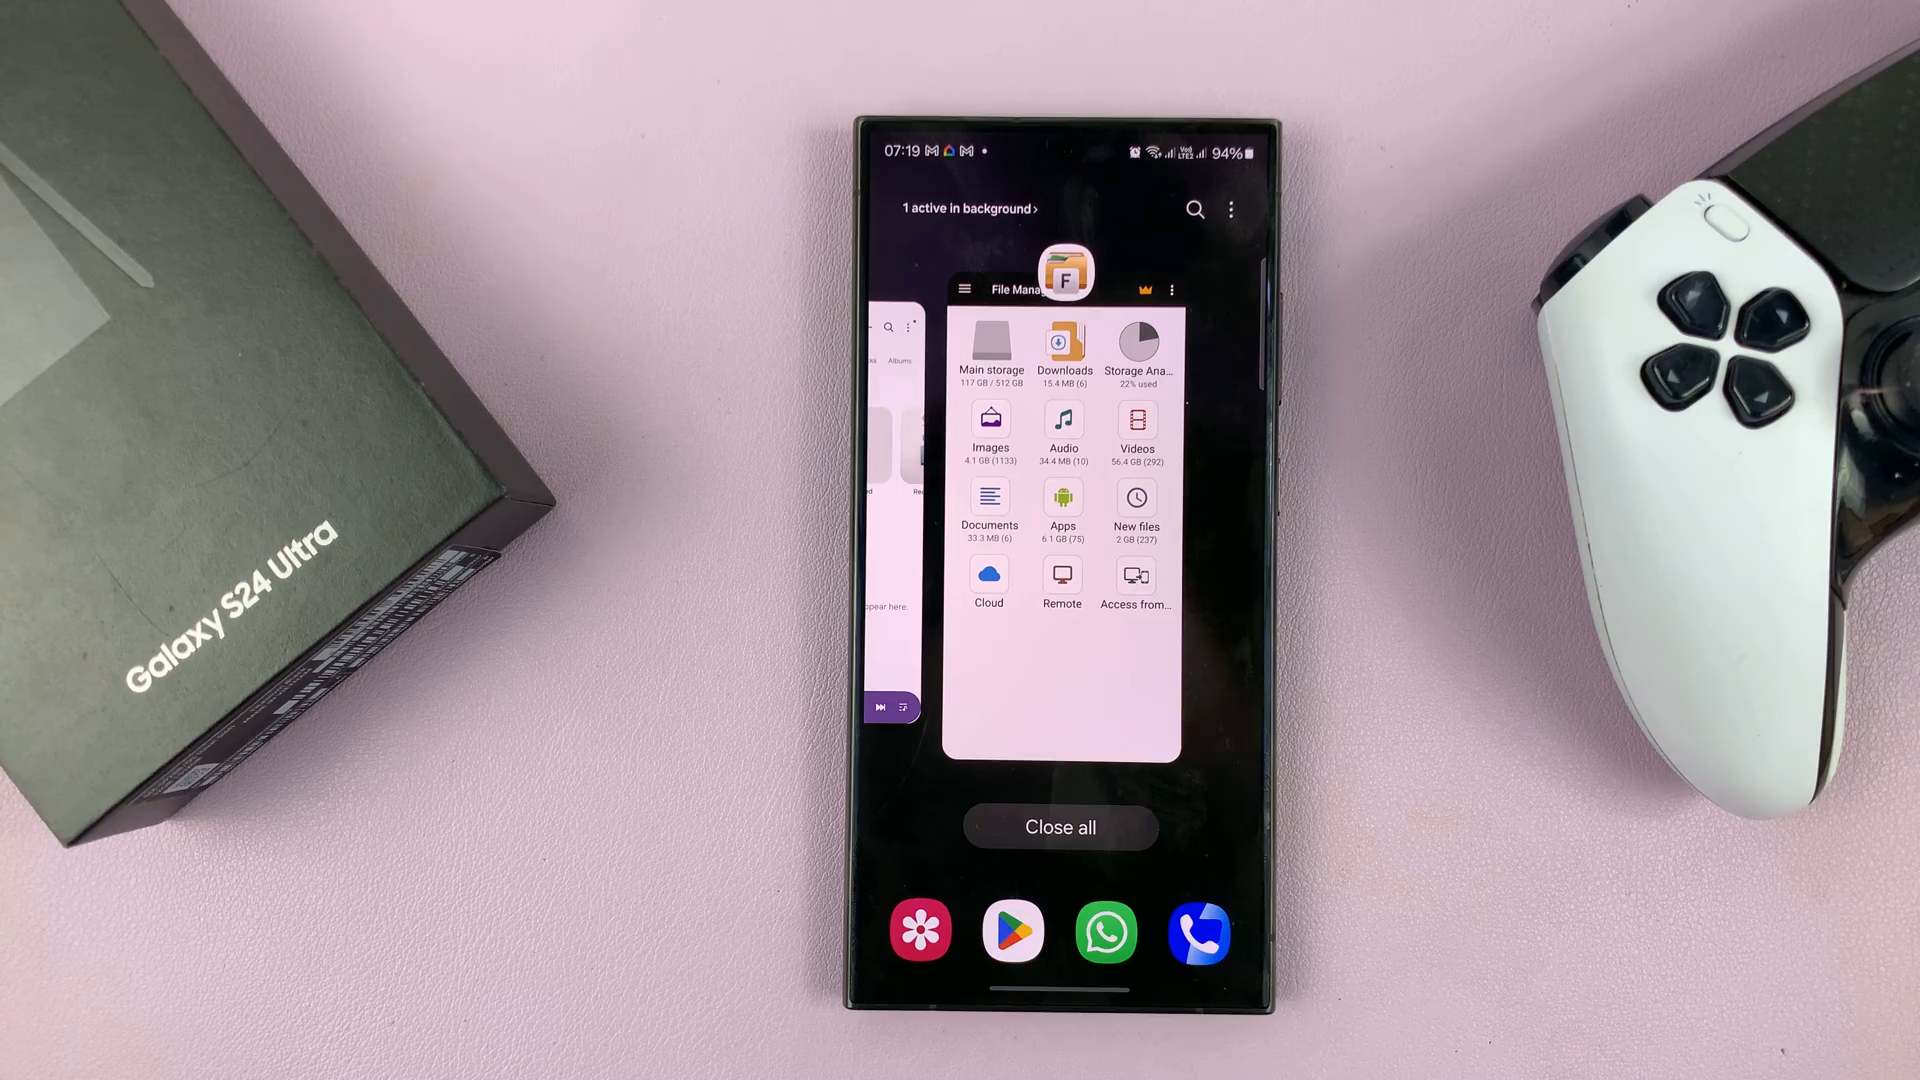 Galaxy S24 Ultra
07:19
94%
1 active in background ›
File Mana
Main storage
117 GB / 512 GB
Downloads
15.4 MB (6)
Storage Ana...
22% used
Images
4.1 GB (1133)
Audio
34.4 MB (10)
Videos
56.4 GB (292)
Documents
33.3 MB (6)
Apps
6.1 GB (75)
New files
2 GB (237)
Cloud
Remote
Access from...
F
Albums
ppear here.
Close all